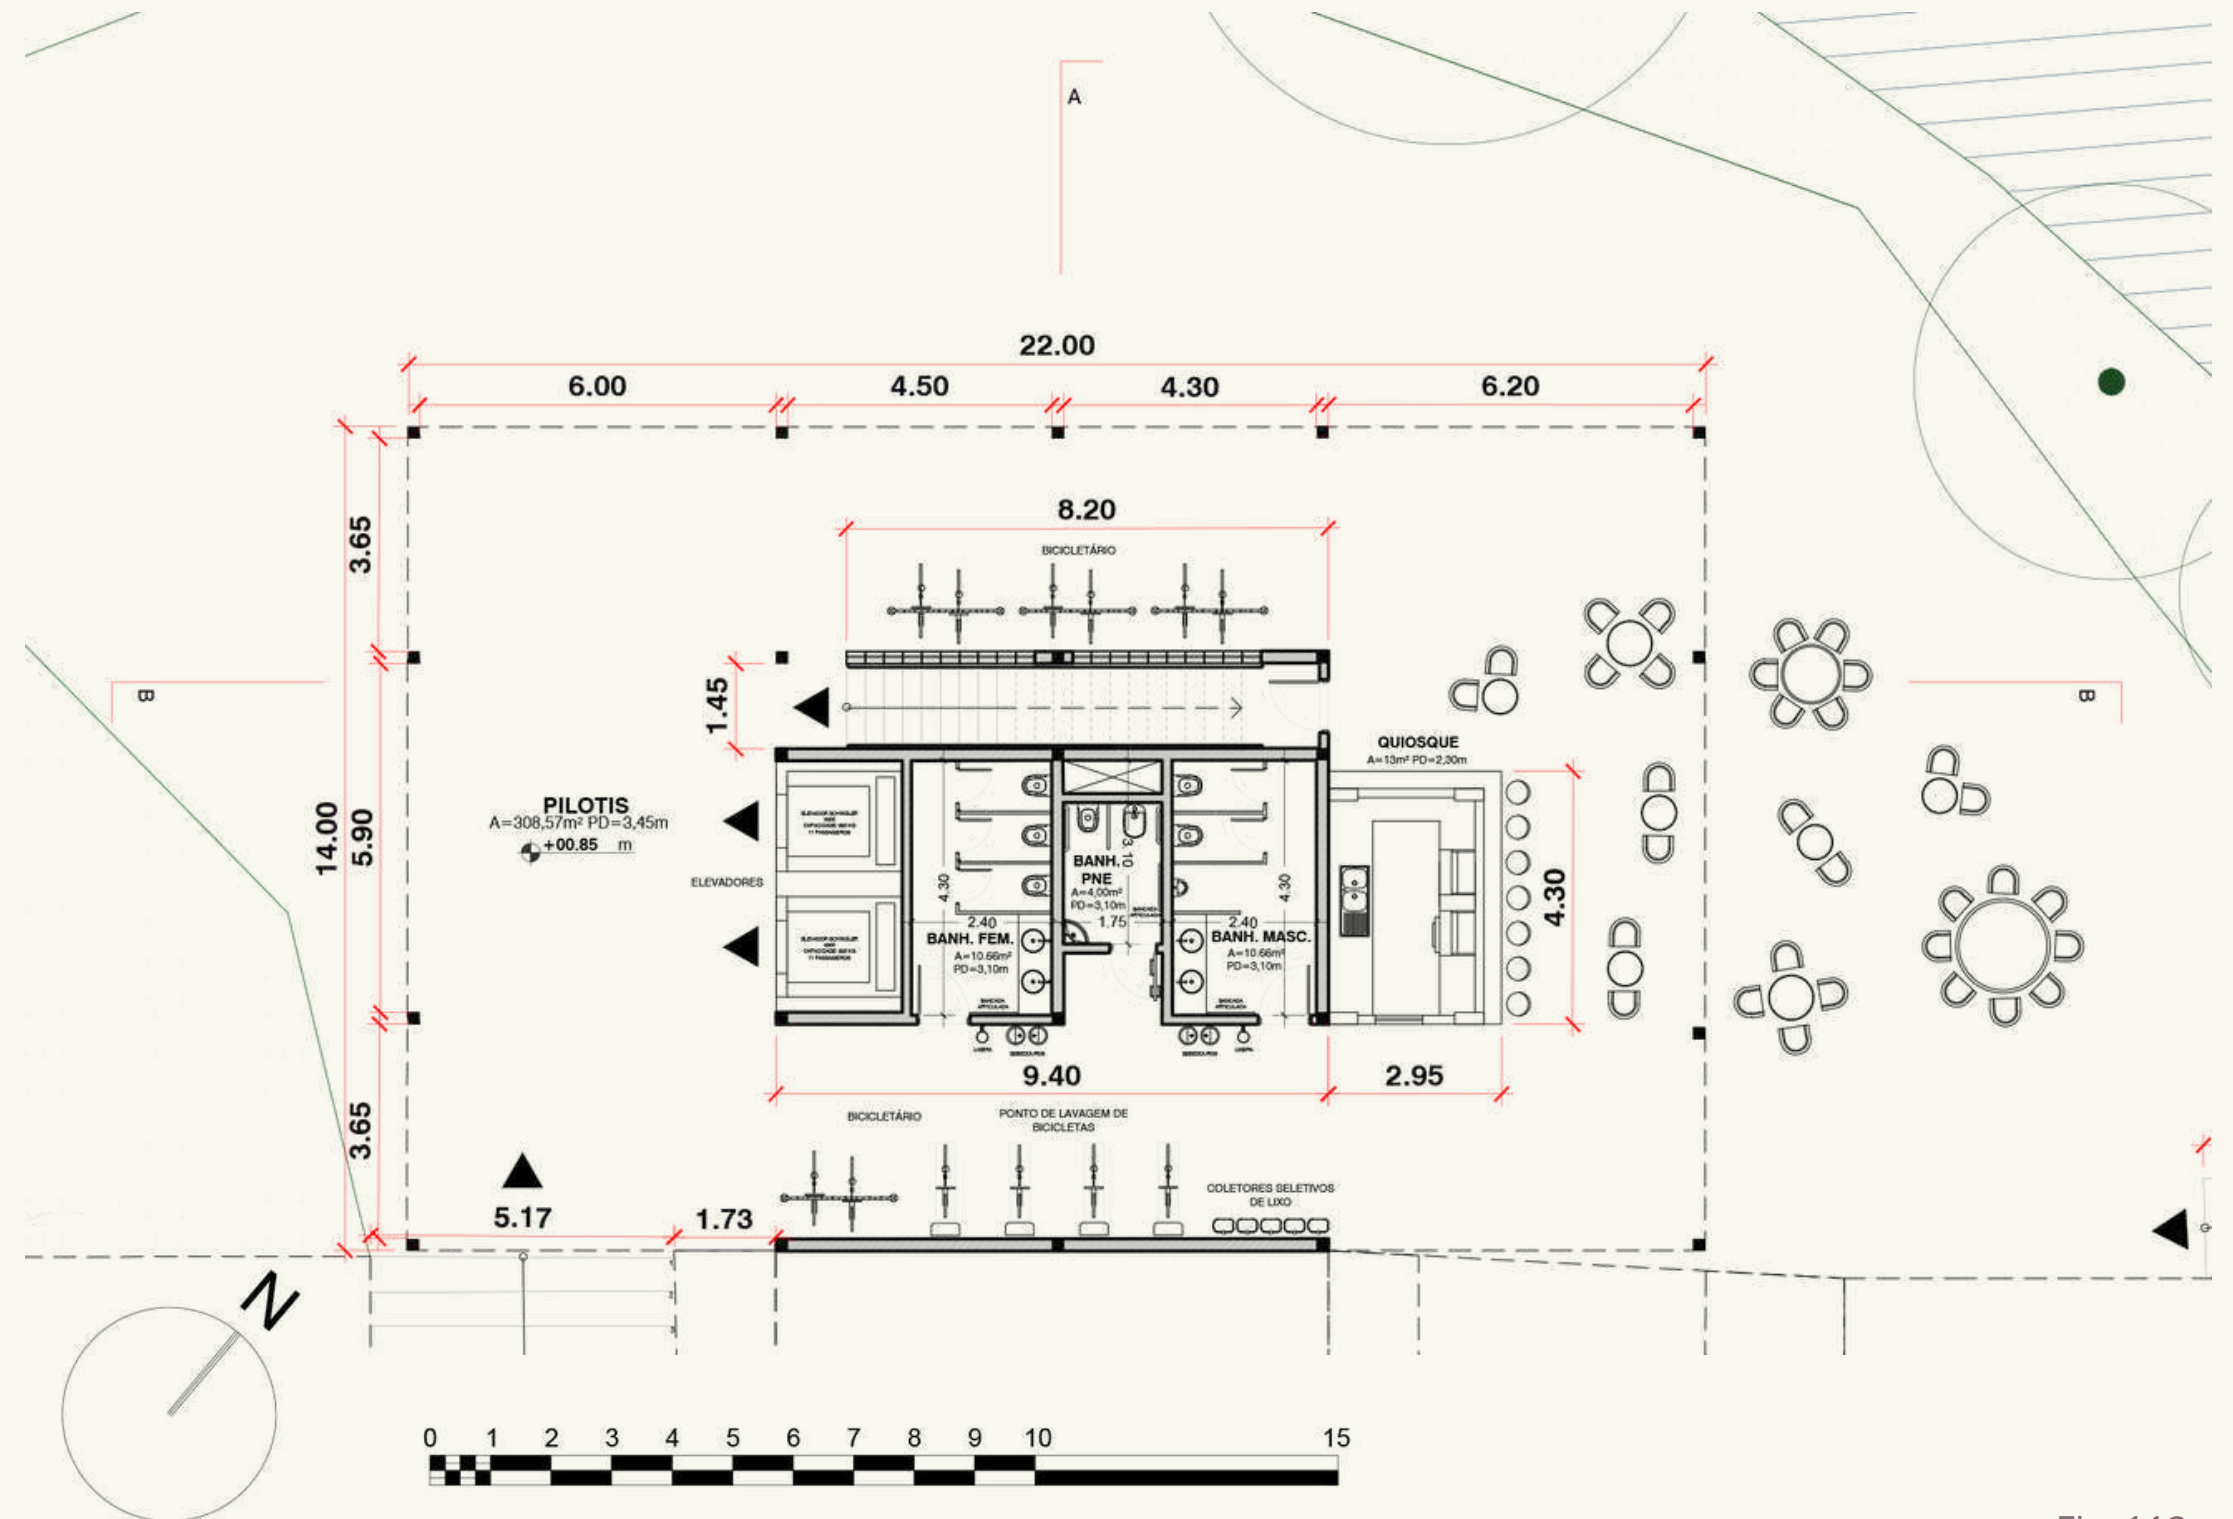 A
22.00
6.00
4.50
4.30
6.20
3.65
8.20
BICICLETÁRIO
B
B
1.45
QUIOSQUE
A=13m² PD=2,30m
PILOTIS
A=308,57m² PD=3,45m
+00.85 m
14.00
5.90
ELEVADORES
4.30
3.10
BANH.
PNE
A=4,00m²
PD=3,10m
1.75
4.30
4.30
2.40
BANH. FEM.
A=10.66m²
PD=3,10m
2.40
BANH. MASC.
A=10.66m²
PD=3,10m
9.40
2.95
3.65
BICICLETÁRIO
PONTO DE LAVAGEM DE
BICICLETAS
COLETORES SELETIVOS
DE LIXO
5.17
1.73
N
0 1 2 3 4 5 6 7 8 9 10 15